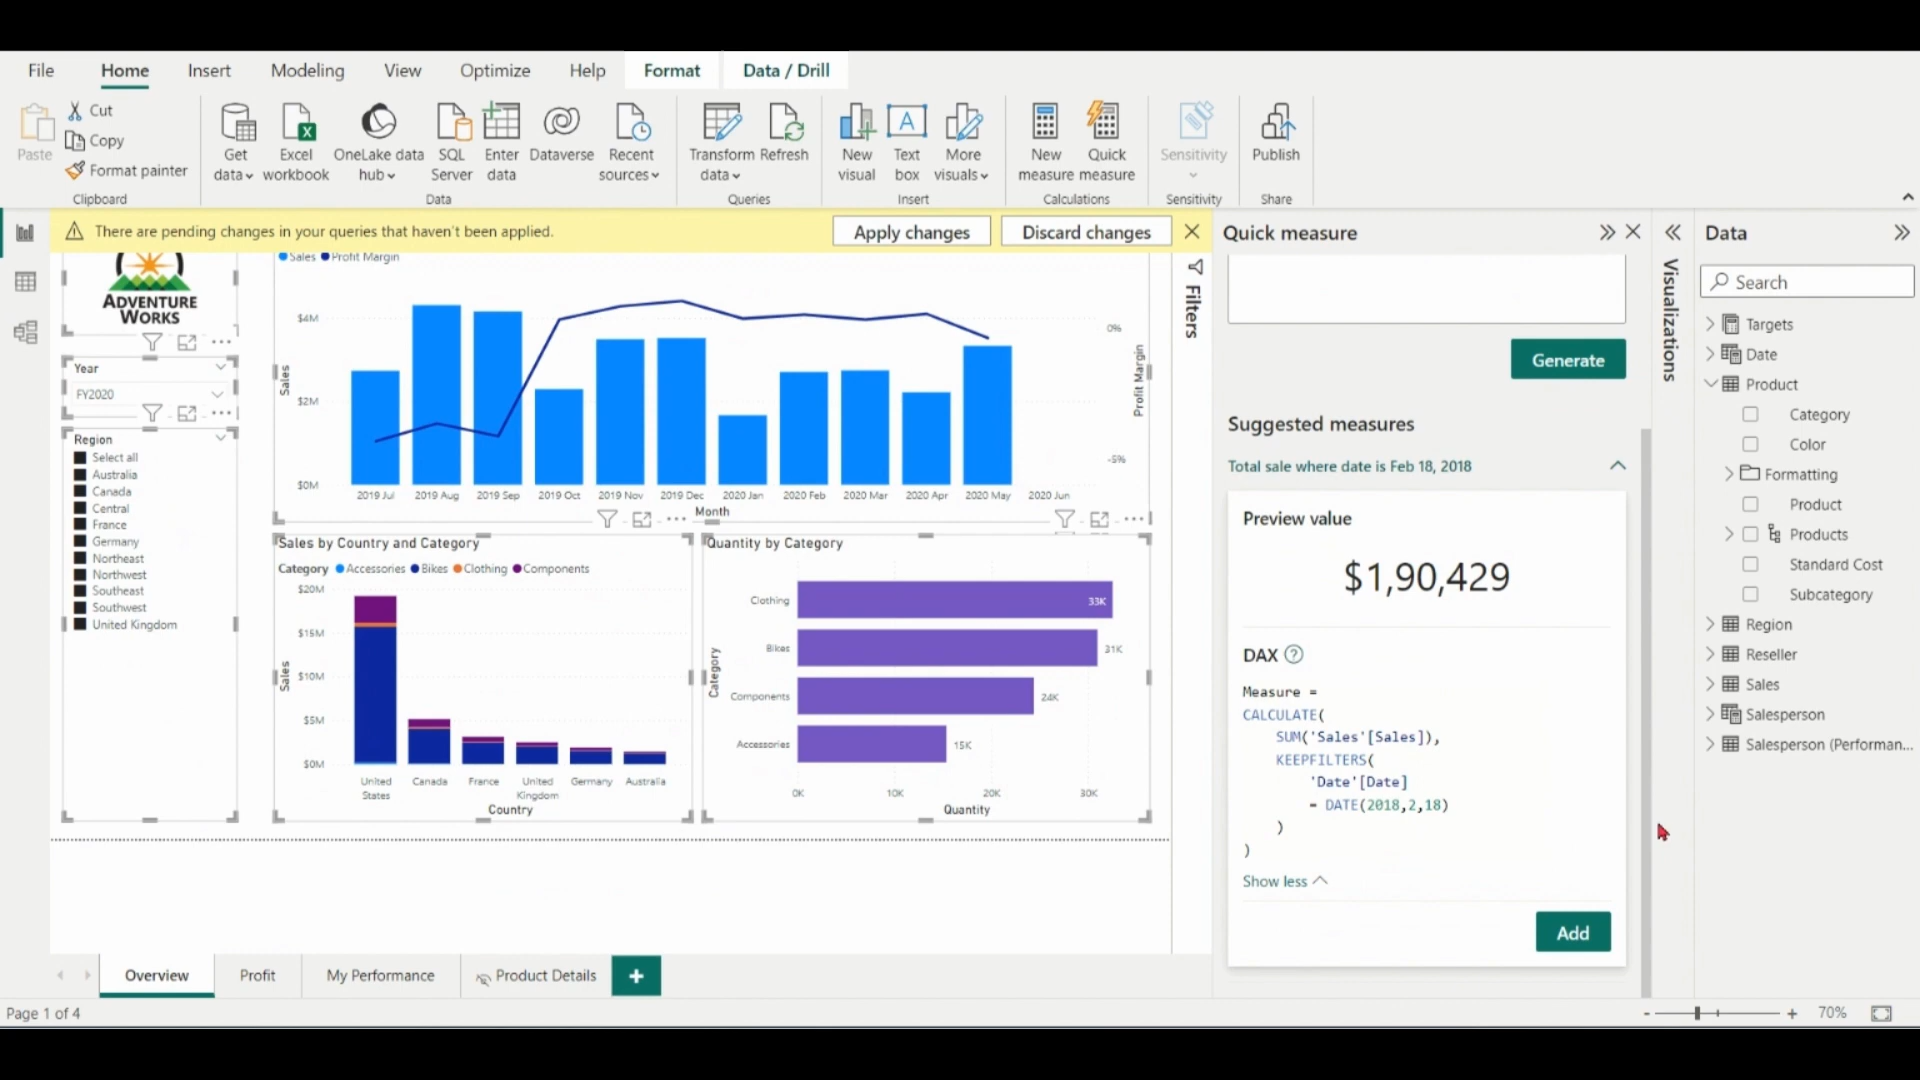 File Home Insert Modeling View Optimize Help Format Data / Drill
Paste
Cut
Copy
Format painter
Clipboard
Get data
Excel workbook
OneLake data hub
SQL Server
Enter data
Dataverse
Recent sources
Data
Transform data
Refresh
Queries
New visual
Text box
More visuals
Insert
New measure
Quick measure
Calculations
Sensitivity
Sensitivity
Publish
Share
There are pending changes in your queries that haven't been applied.
Apply changes
Discard changes
ADVENTURE
WORKS
Year
FY2020
Region
Select all
Australia
Canada
Central
France
Germany
Northeast
Northwest
Southeast
Southwest
United Kingdom
Sales Profit Margin
$4M
$2M
$0M
Sales
0%
-5%
Profit Margin
2019 Jul 2019 Aug 2019 Sep 2019 Oct 2019 Nov 2019 Dec 2020 Jan 2020 Feb 2020 Mar 2020 Apr 2020 May 2020 Jun
Month
Sales by Country and Category
Category Accessories Bikes Clothing Components
$20M
$15M
$10M
$5M
$0M
Sales
United States Canada France United Kingdom Germany Australia
Country
Quantity by Category
Category
Clothing 33K
Bikes 31K
Components 24K
Accessories 15K
0K 10K 20K 30K
Quantity
Filters
Quick measure
Generate
Suggested measures
Total sale where date is Feb 18, 2018
Preview value
$1,90,429
DAX ?
Measure =
CALCULATE(
SUM('Sales'[Sales]),
KEEPFILTERS(
'Date'[Date]
= DATE(2018,2,18)
)
)
Show less
Add
Visualizations
Data
Search
Targets
Date
Product
Category
Color
Formatting
Product
Products
Standard Cost
Subcategory
Region
Reseller
Sales
Salesperson
Salesperson (Performan...
Overview Profit My Performance Product Details +
Page 1 of 4
- + 70%